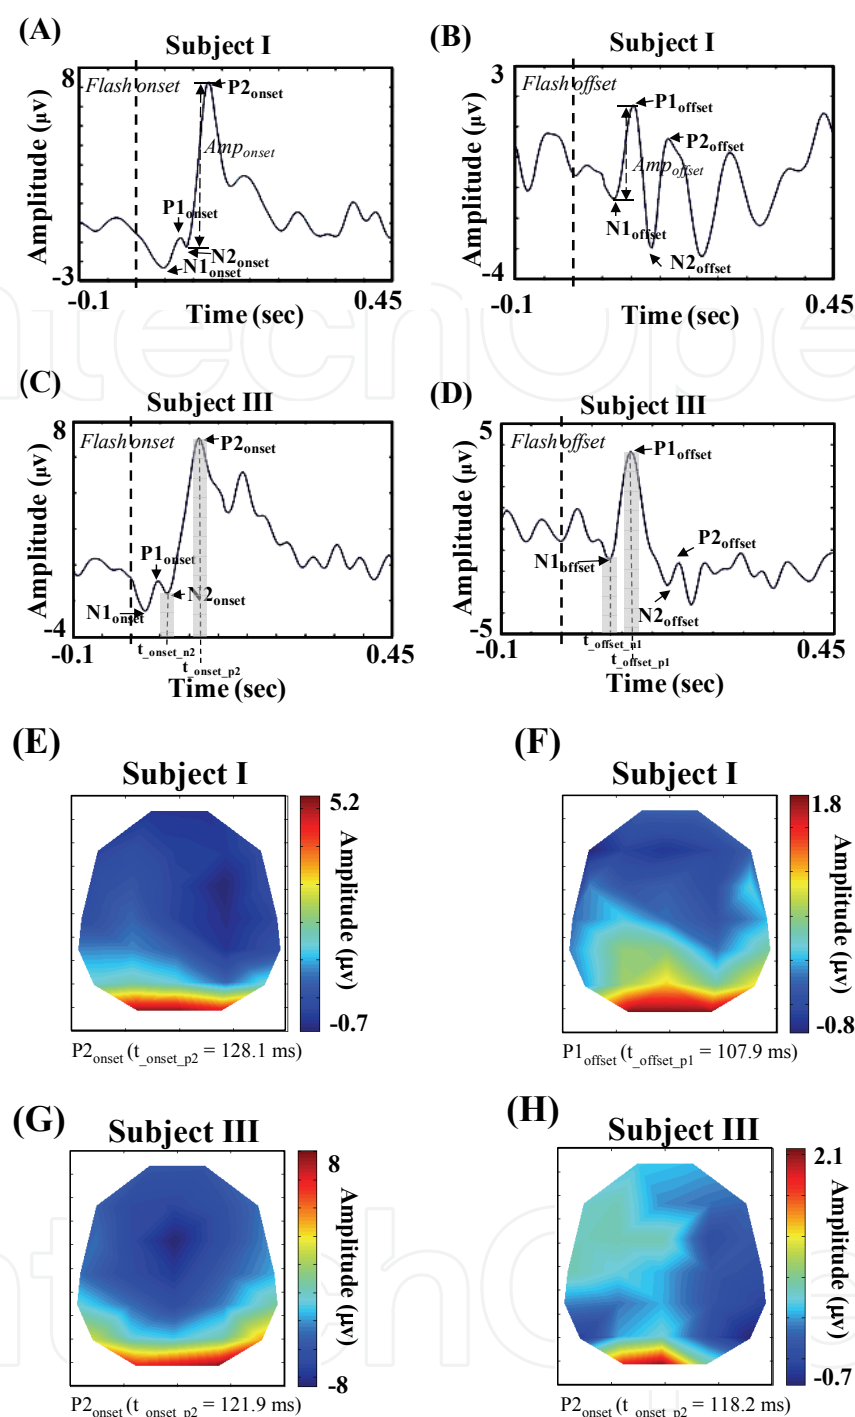 (A)
Subject I
8
Flash onset
P2onset
Amponset
P1onset
N2onset
N1onset
-3
-0.1
0.45
Time (sec)
Amplitude (μv)
(B)
Subject I
3
Flash offset
P1offset
P2offset
Ampoffset
N1offset
N2offset
-4
-0.1
0.45
Time (sec)
Amplitude (μv)
(C)
Subject III
8
Flash onset
P2onset
P1onset
N2onset
N1onset
-4
-0.1
t_onset_n2
0.45
t_onset_p2
Time (sec)
Amplitude (μv)
(D)
Subject III
5
Flash offset
P1offset
N1offset
P2offset
N2offset
-5
-0.1
t_offset_n1
0.45
t_offset_p1
Time (sec)
Amplitude (μv)
(E)
Subject I
5.2
Amplitude (μv)
-0.7
P2onset (t_onset_p2 = 128.1 ms)
(F)
Subject I
1.8
Amplitude (μv)
-0.8
P1offset (t_offset_p1 = 107.9 ms)
(G)
Subject III
8
Amplitude (μv)
-8
P2onset (t_onset_p2 = 121.9 ms)
(H)
Subject III
2.1
Amplitude (μv)
-0.7
P2onset (t_onset_p2 = 118.2 ms)